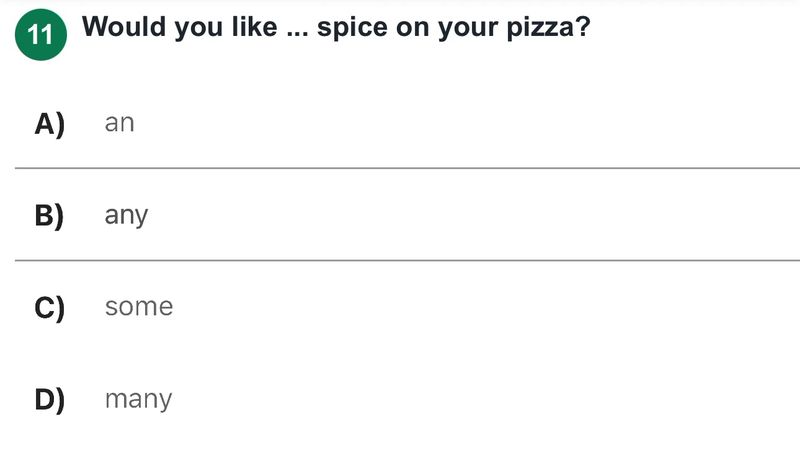 11 Would you like ... spice on your pizza?
A) an
B) any
C) some
D) many